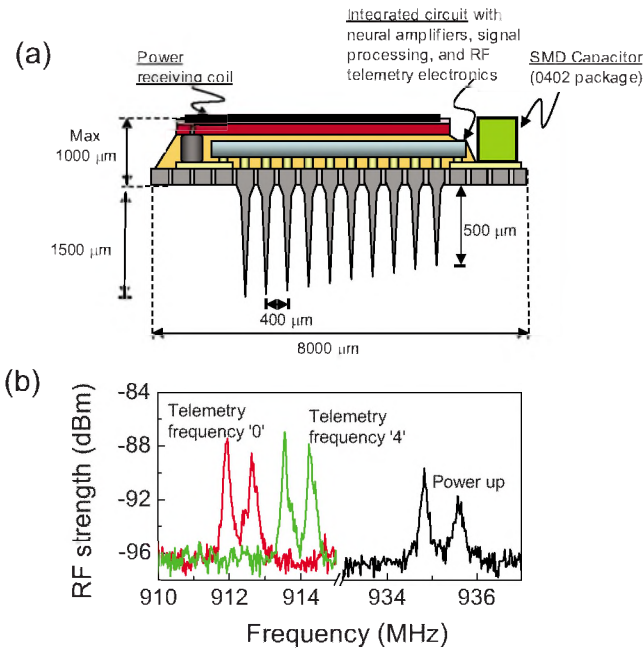 (a)
Power
receiving coil
Integrated circuit with
neural amplifiers, signal
processing, and RF
telemetry electronics
SMD Capacitor
(0402 package)
Max
1000 µm
1500 µm
500 µm
400 µm
8000 µm
(b)
RF strength (dBm)
-84
-88
-92
-96
Telemetry
frequency '0'
Telemetry
frequency '4'
Power up
910 912 914 934 936
Frequency (MHz)